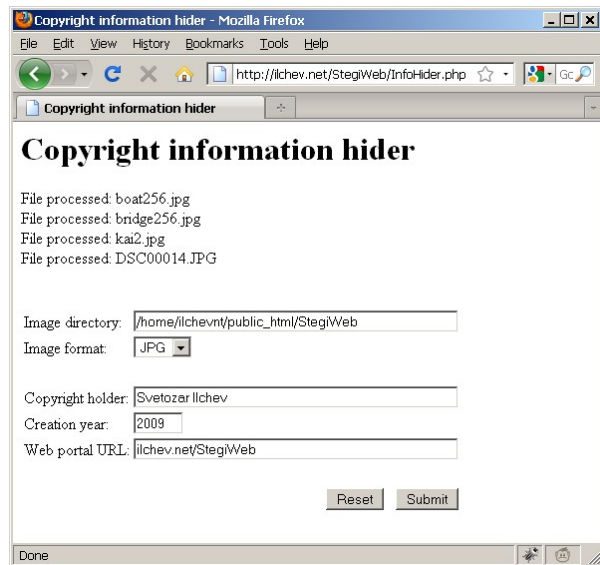 Copyright information hider - Mozilla Firefox
File Edit View History Bookmarks Tools Help
http://ilchev.net/StegiWeb/InfoHider.php
Copyright information hider
Copyright information hider
File processed: boat256.jpg
File processed: bridge256.jpg
File processed: kai2.jpg
File processed: DSC00014.JPG
Image directory: /home/ilchevnt/public_html/StegiWeb
Image format: JPG
Copyright holder: Svetozar Ilchev
Creation year: 2009
Web portal URL: ilchev.net/StegiWeb
Reset Submit
Done